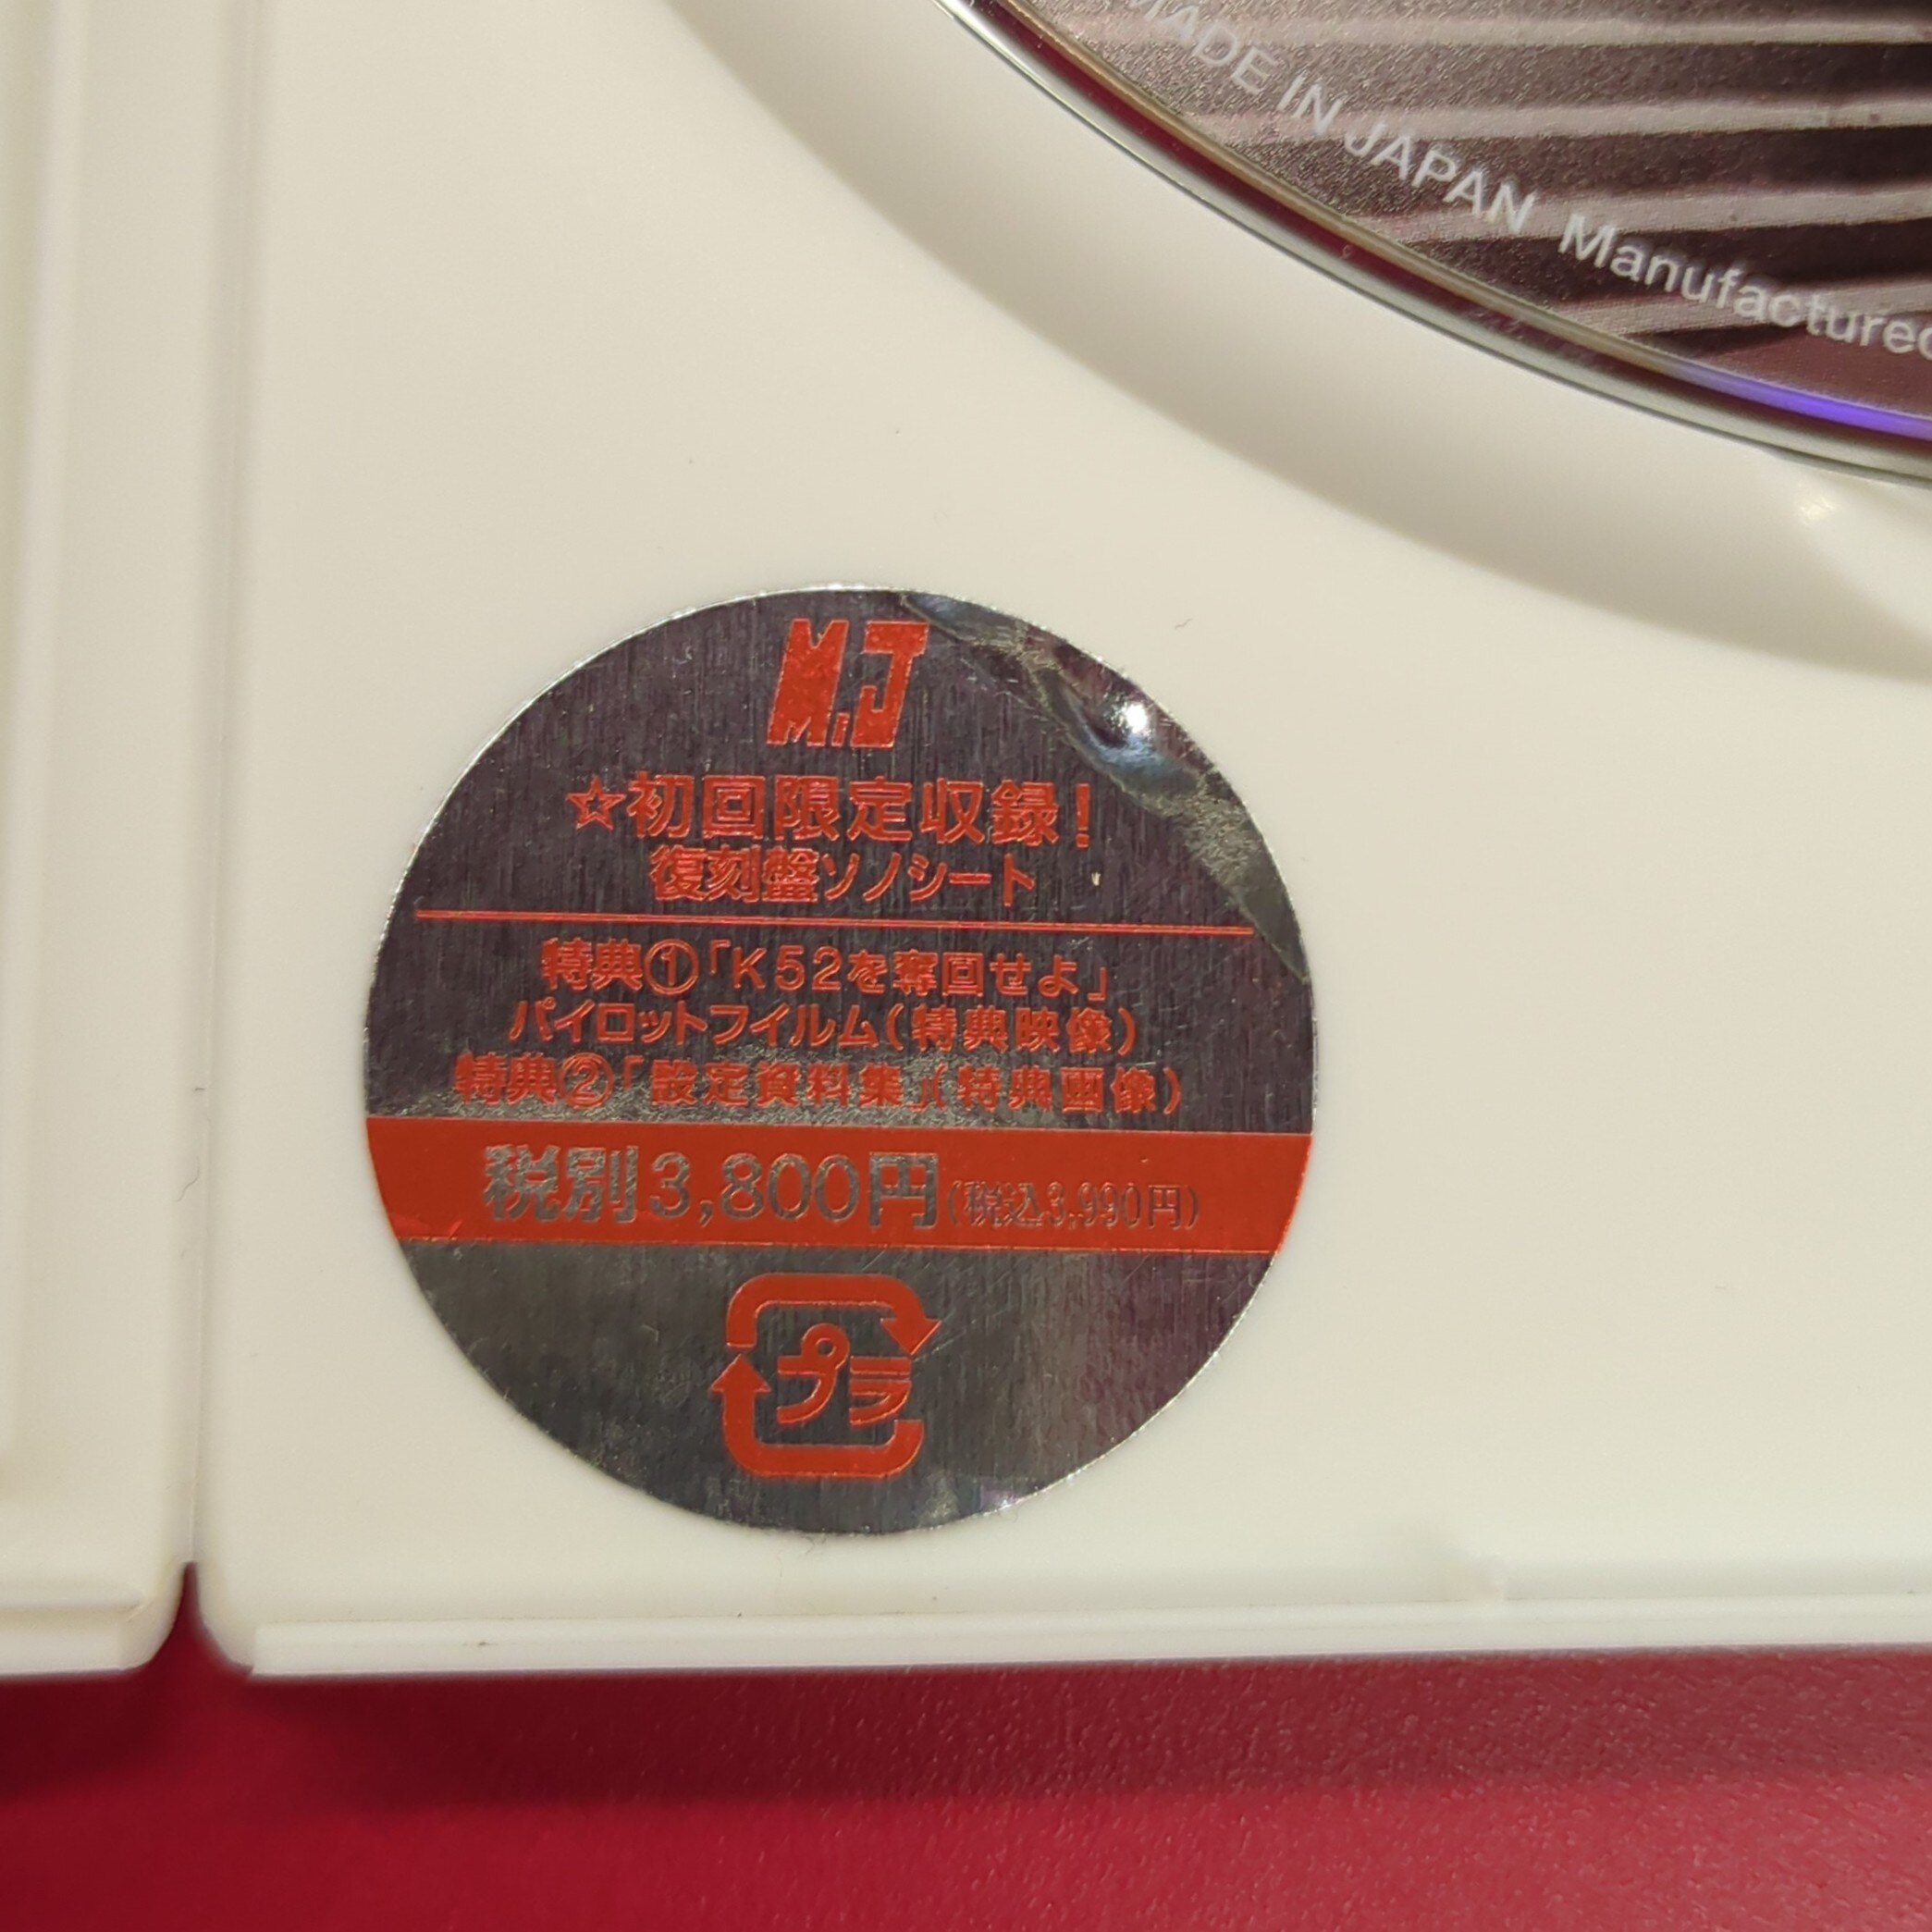 MADE IN JAPAN Manufactured
MiJ
☆初回限定収録!
復刻盤ソノシート
特典①「K52を奪回せよ」
パイロットフィルム(特典映像)
特典②「設定資料集」(特典画像)
税別3,800円(税込3,990円)
プラ